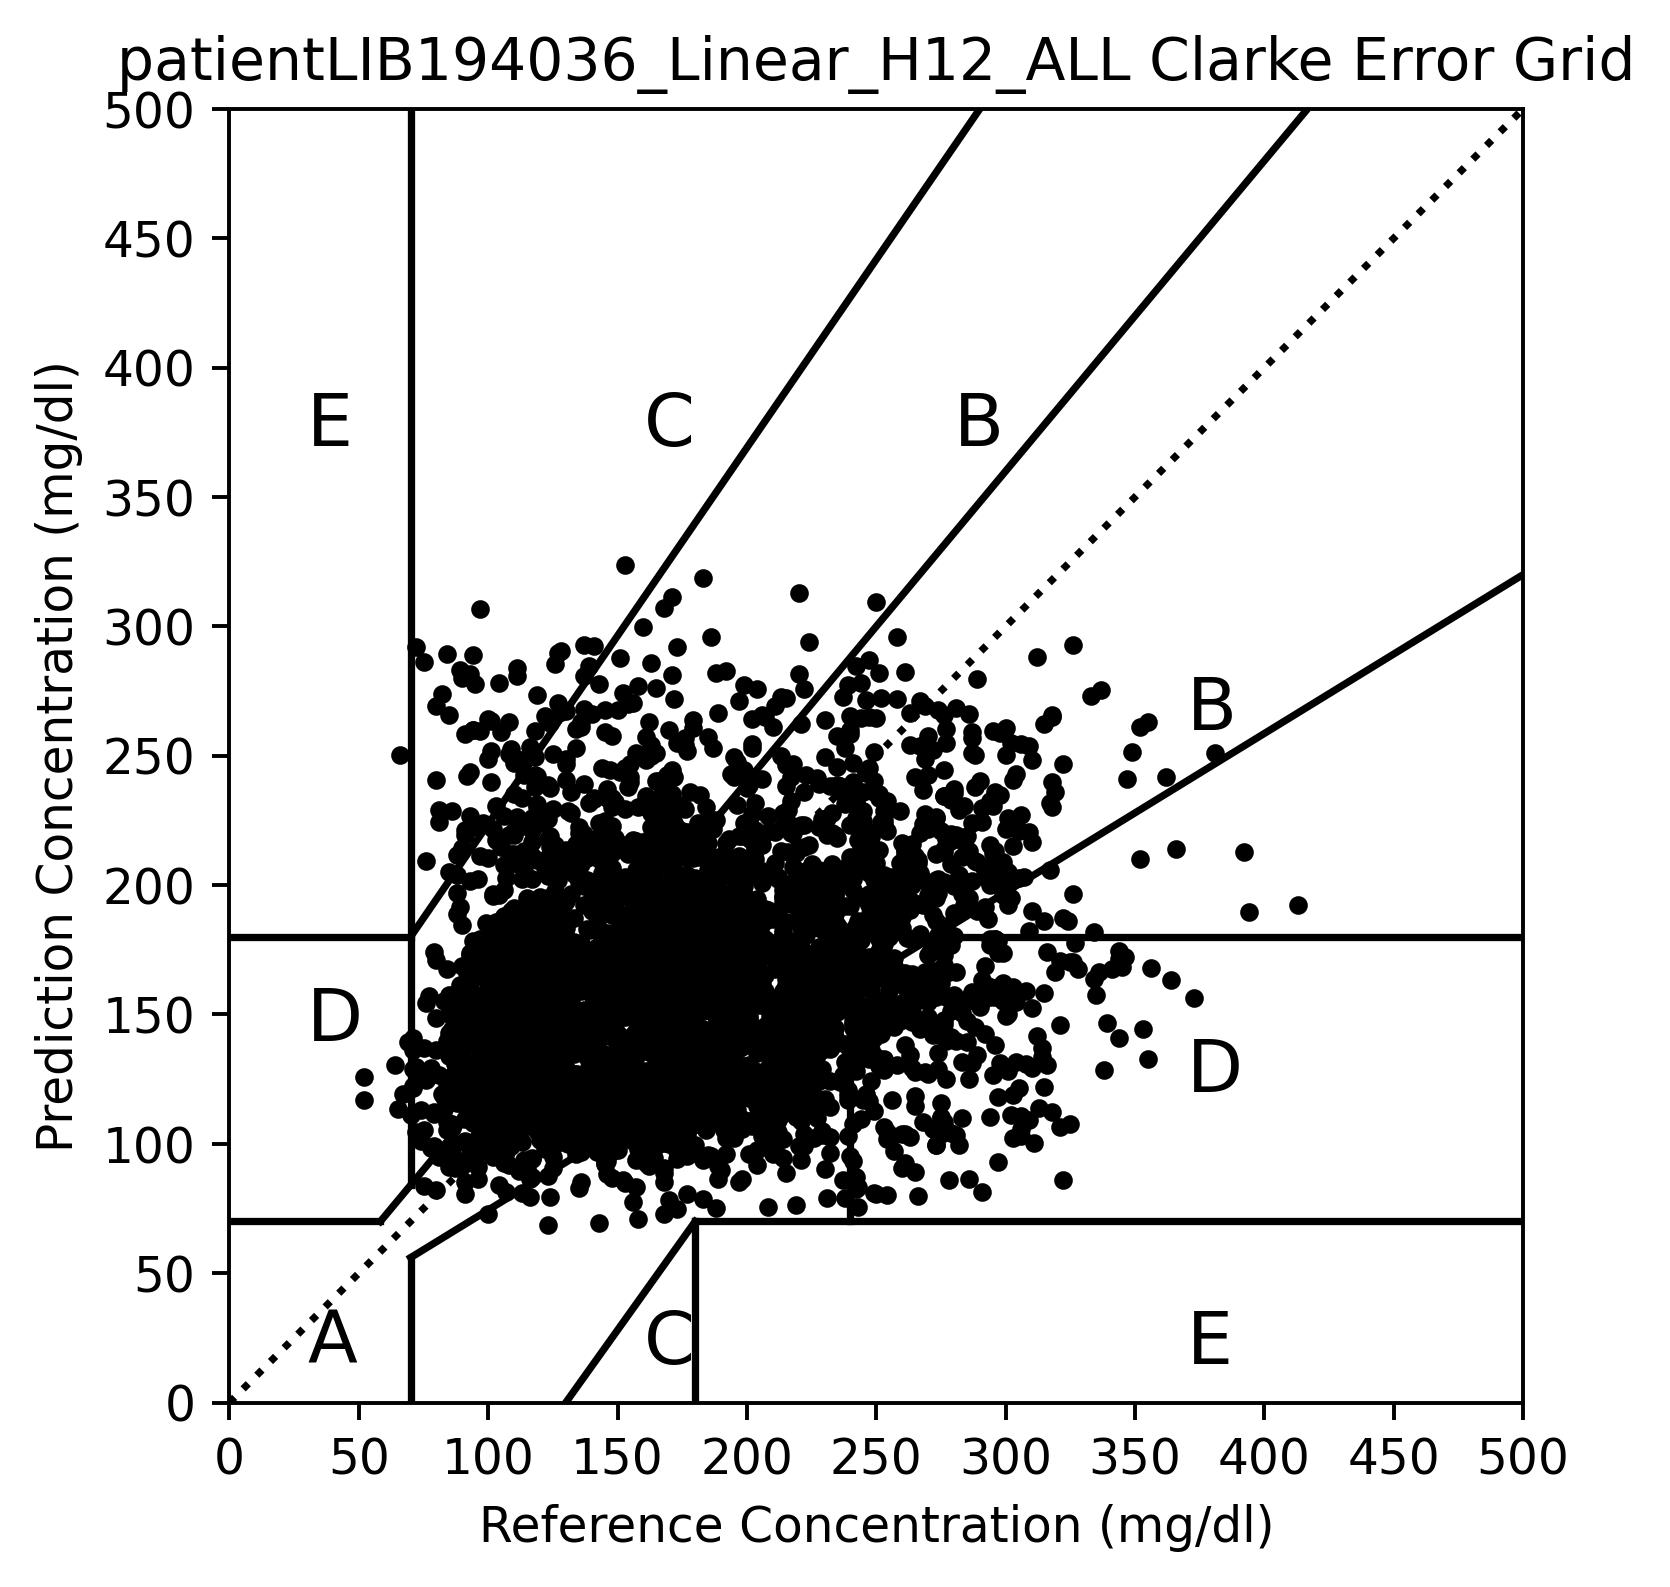 patientLIB194036_Linear_H12_ALL Clarke Error Grid
500
450
400
350
300
250
200
150
100
50
0
Prediction Concentration (mg/dl)
E
C
B
B
D
D
A
C
E
0 50 100 150 200 250 300 350 400 450 500
Reference Concentration (mg/dl)